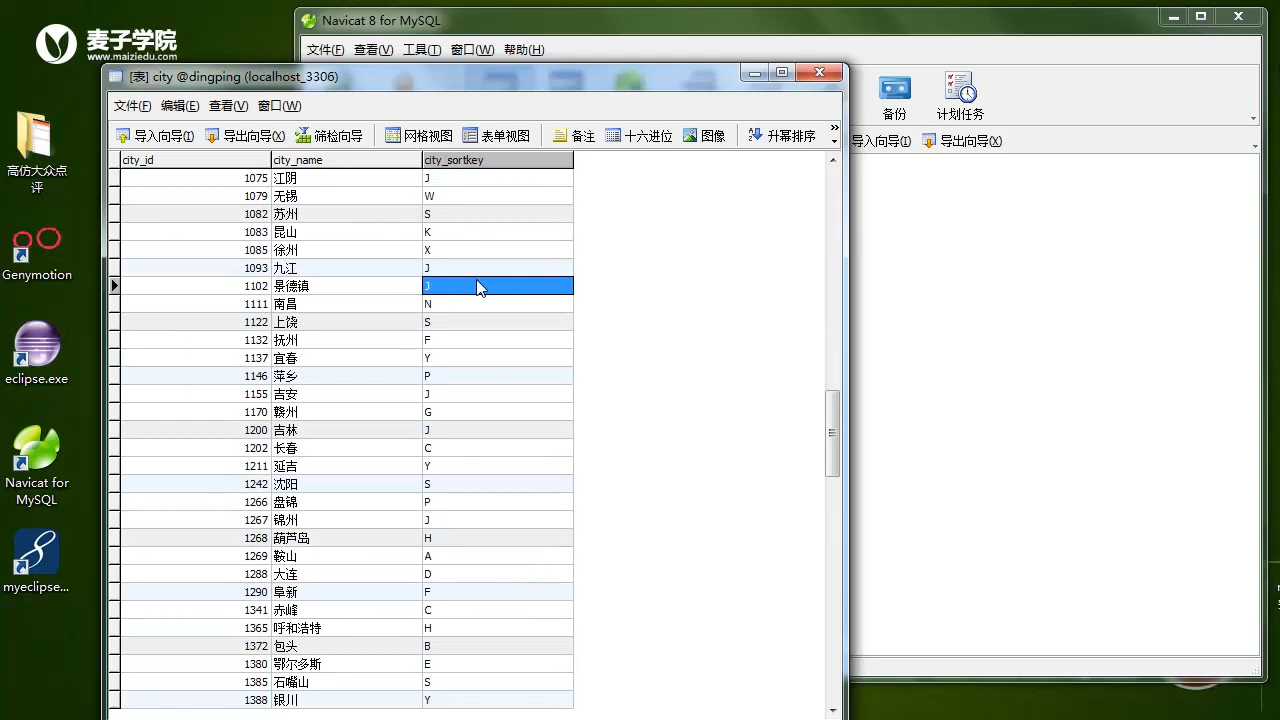 麦子学院
www.maiziedu.com
Navicat 8 for MySQL
文件(F) 查看(V) 工具(T) 窗口(W) 帮助(H)
备份
计划任务
导入向导(I) 导出向导(X)
[表] city @dingping (localhost_3306)
文件(F) 编辑(E) 查看(V) 窗口(W)
导入向导(I) 导出向导(X) 筛检向导 网格视图 表单视图 备注 十六进位 图像 升幂排序
city_id city_name city_sortkey
1075 江阴 J
1079 无锡 W
1082 苏州 S
1083 昆山 K
1085 徐州 X
1093 九江 J
1102 景德镇 J
1111 南昌 N
1122 上饶 S
1132 抚州 F
1137 宜春 Y
1146 萍乡 P
1155 吉安 J
1170 赣州 G
1200 吉林 J
1202 长春 C
1211 延吉 Y
1242 沈阳 S
1266 盘锦 P
1267 锦州 J
1268 葫芦岛 H
1269 鞍山 A
1288 大连 D
1290 阜新 F
1341 赤峰 C
1365 呼和浩特 H
1372 包头 B
1380 鄂尔多斯 E
1385 石嘴山 S
1388 银川 Y
高仿大众点
评
Genymotion
eclipse.exe
Navicat for
MySQL
myeclipse...